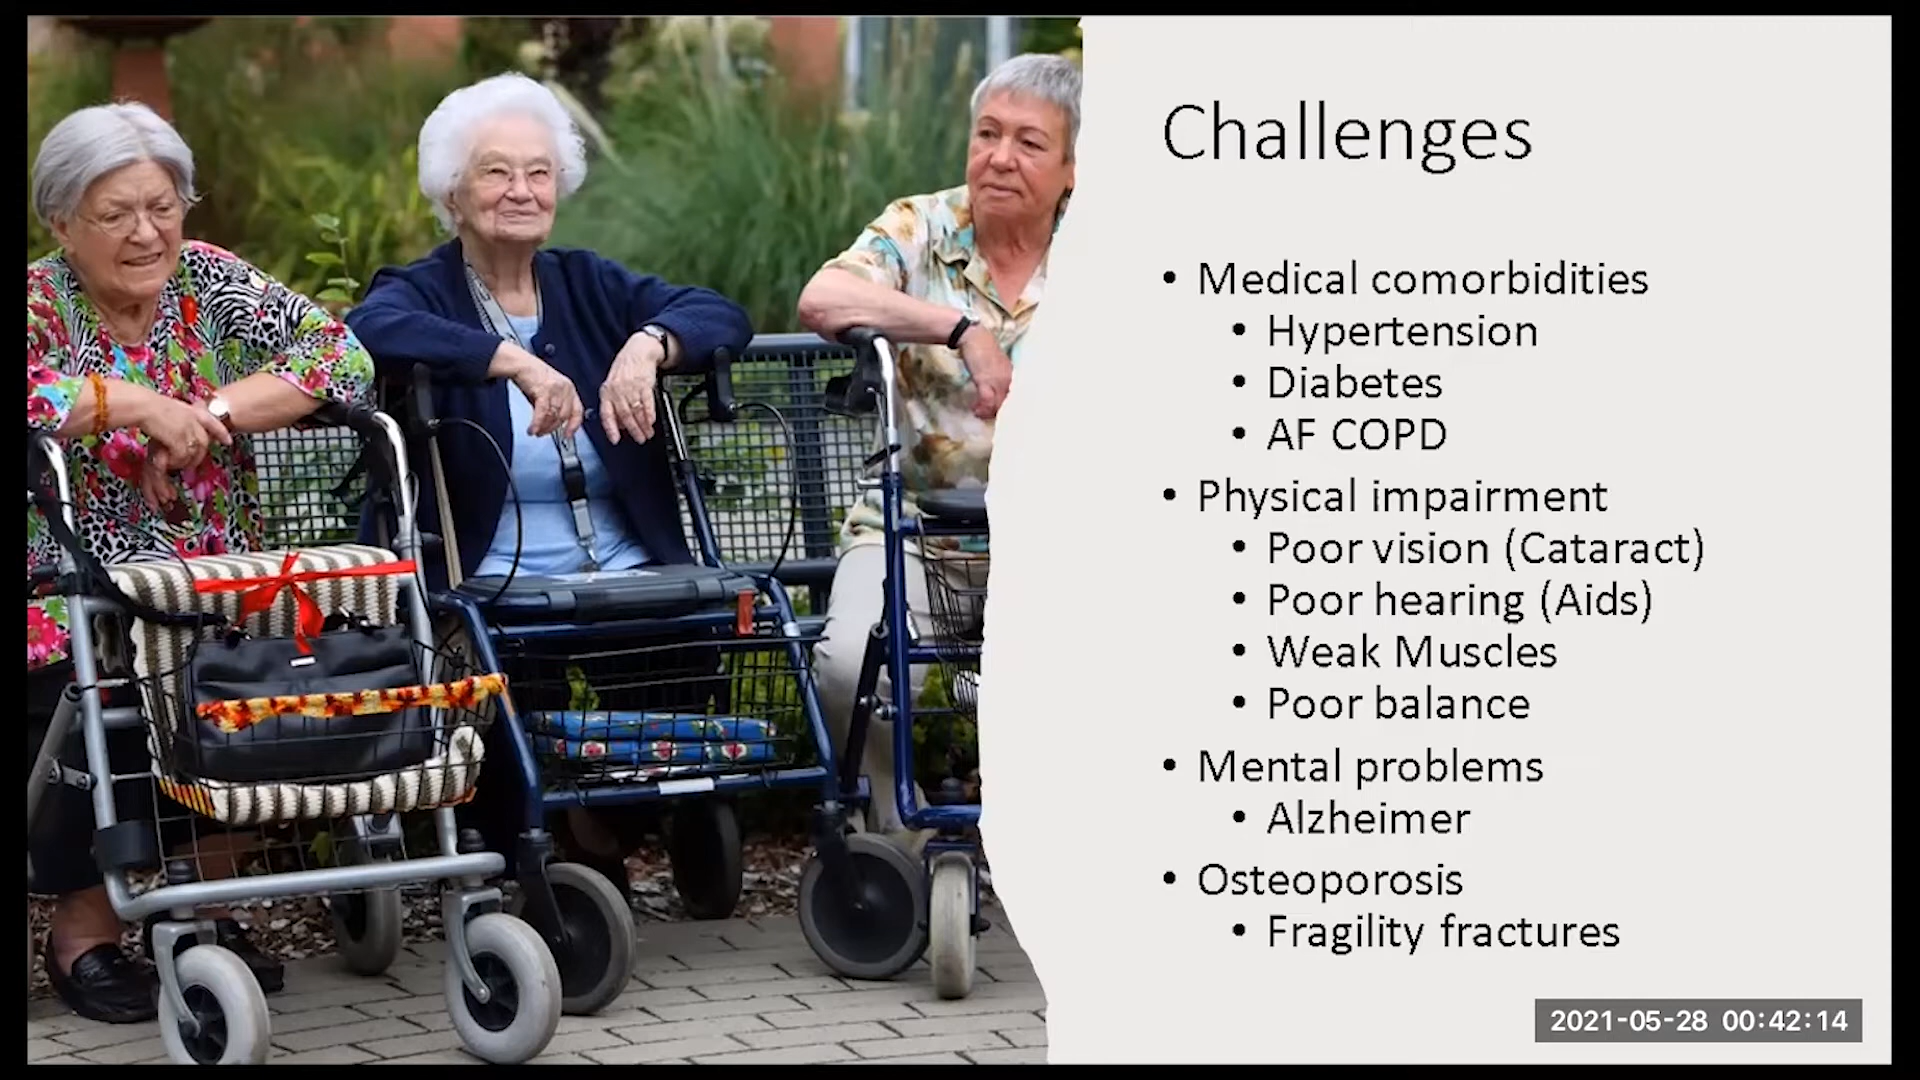 Challenges
• Medical comorbidities
• Hypertension
• Diabetes
• AF COPD
• Physical impairment
• Poor vision (Cataract)
• Poor hearing (Aids)
• Weak Muscles
• Poor balance
• Mental problems
• Alzheimer
• Osteoporosis
• Fragility fractures
2021-05-28 00:42:14